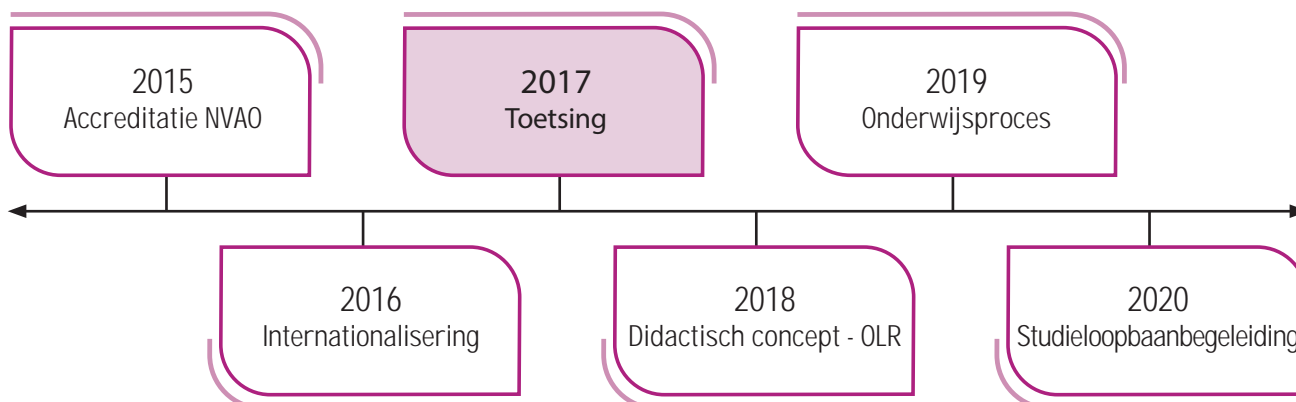 2015
Accreditatie NVAO
2017
Toetsing
2019
Onderwijsproces
2016
Internationalisering
2018
Didactisch concept - OLR
2020
Studieloopbaanbegeleiding